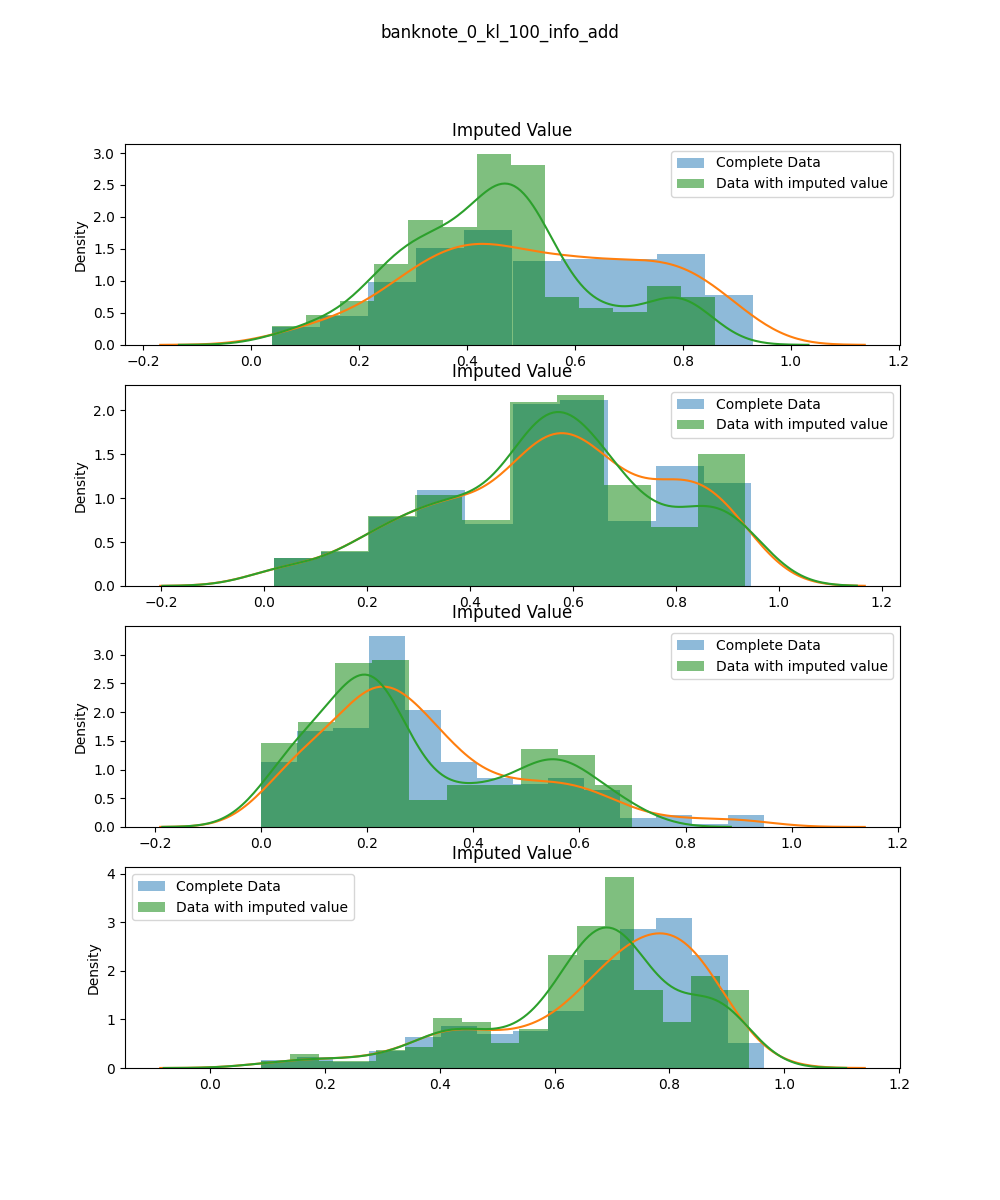 banknote_0_kl_100_info_add
Imputed Value
3.0
2.5
2.0
1.5
1.0
0.5
0.0
Density
Complete Data
Data with imputed value
−0.2 0.0 0.2 0.4 0.6 0.8 1.0 1.2
Imputed Value
2.0
1.5
1.0
0.5
0.0
Density
Complete Data
Data with imputed value
−0.2 0.0 0.2 0.4 0.6 0.8 1.0 1.2
Imputed Value
3.0
2.5
2.0
1.5
1.0
0.5
0.0
Density
Complete Data
Data with imputed value
−0.2 0.0 0.2 0.4 0.6 0.8 1.0 1.2
Imputed Value
4
3
2
1
0
Density
Complete Data
Data with imputed value
0.0 0.2 0.4 0.6 0.8 1.0 1.2